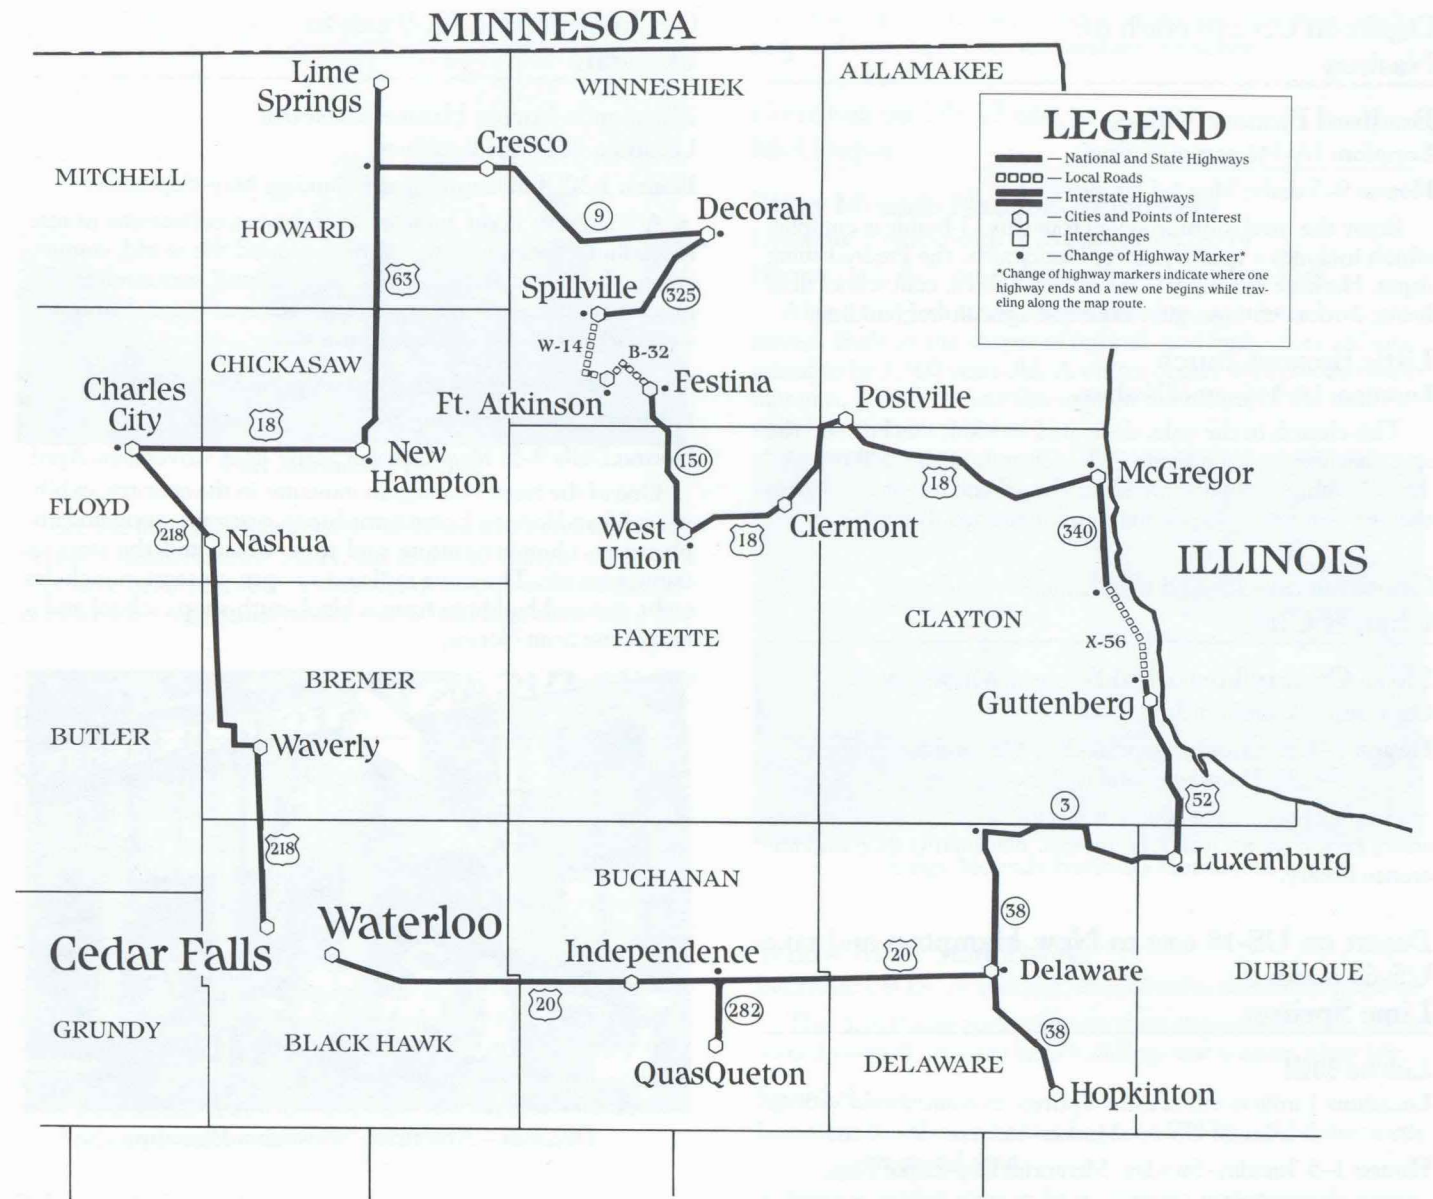 MINNESOTA
Lime
Springs
WINNESHIEK
ALLAMAKEE
LEGEND
— National and State Highways
— Local Roads
— Interstate Highways
— Cities and Points of Interest
— Interchanges
— Change of Highway Marker*
*Change of highway markers indicate where one
highway ends and a new one begins while trav-
eling along the map route.
Cresco
MITCHELL
HOWARD
9
Decorah
63
Spillville
325
W-14
B-32
CHICKASAW
Charles
City
18
Ft. Atkinson
Festina
Postville
New
Hampton
150
18
McGregor
FLOYD
218
Nashua
West
Union
18
Clermont
340
ILLINOIS
FAYETTE
CLAYTON
X-56
BREMER
Guttenberg
BUTLER
Waverly
52
3
218
Luxemburg
BUCHANAN
38
Cedar Falls
Waterloo
Independence
20
Delaware
DUBUQUE
20
282
38
GRUNDY
BLACK HAWK
QuasQueton
DELAWARE
Hopkinton